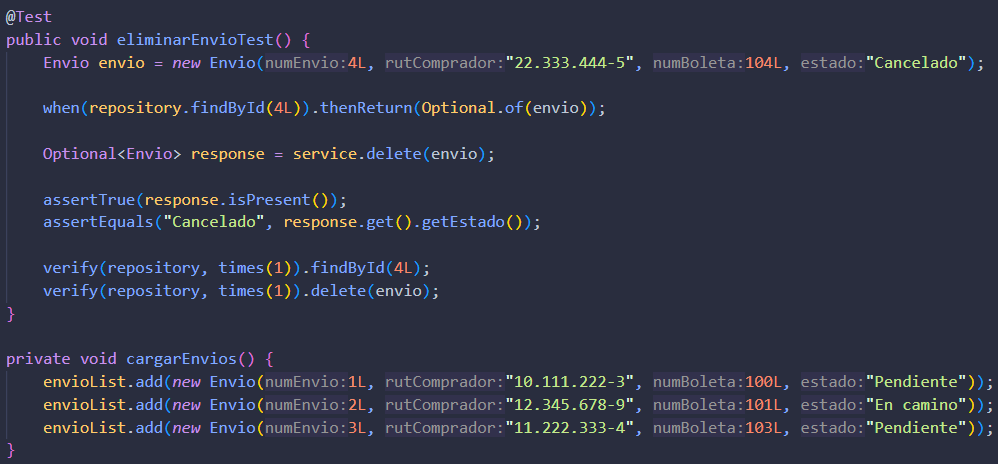 @Test
public void eliminarEnvioTest() {
Envio envio = new Envio(numEnvio:4L, rutComprador:"22.333.444-5", numBoleta:104L, estado:"Cancelado");
when(repository.findById(4L)).thenReturn(Optional.of(envio));
Optional<Envio> response = service.delete(envio);
assertTrue(response.isPresent());
assertEquals("Cancelado", response.get().getEstado());
verify(repository, times(1)).findById(4L);
verify(repository, times(1)).delete(envio);
}
private void cargarEnvios() {
envioList.add(new Envio(numEnvio:1L, rutComprador:"10.111.222-3", numBoleta:100L, estado:"Pendiente"));
envioList.add(new Envio(numEnvio:2L, rutComprador:"12.345.678-9", numBoleta:101L, estado:"En camino"));
envioList.add(new Envio(numEnvio:3L, rutComprador:"11.222.333-4", numBoleta:103L, estado:"Pendiente"));
}